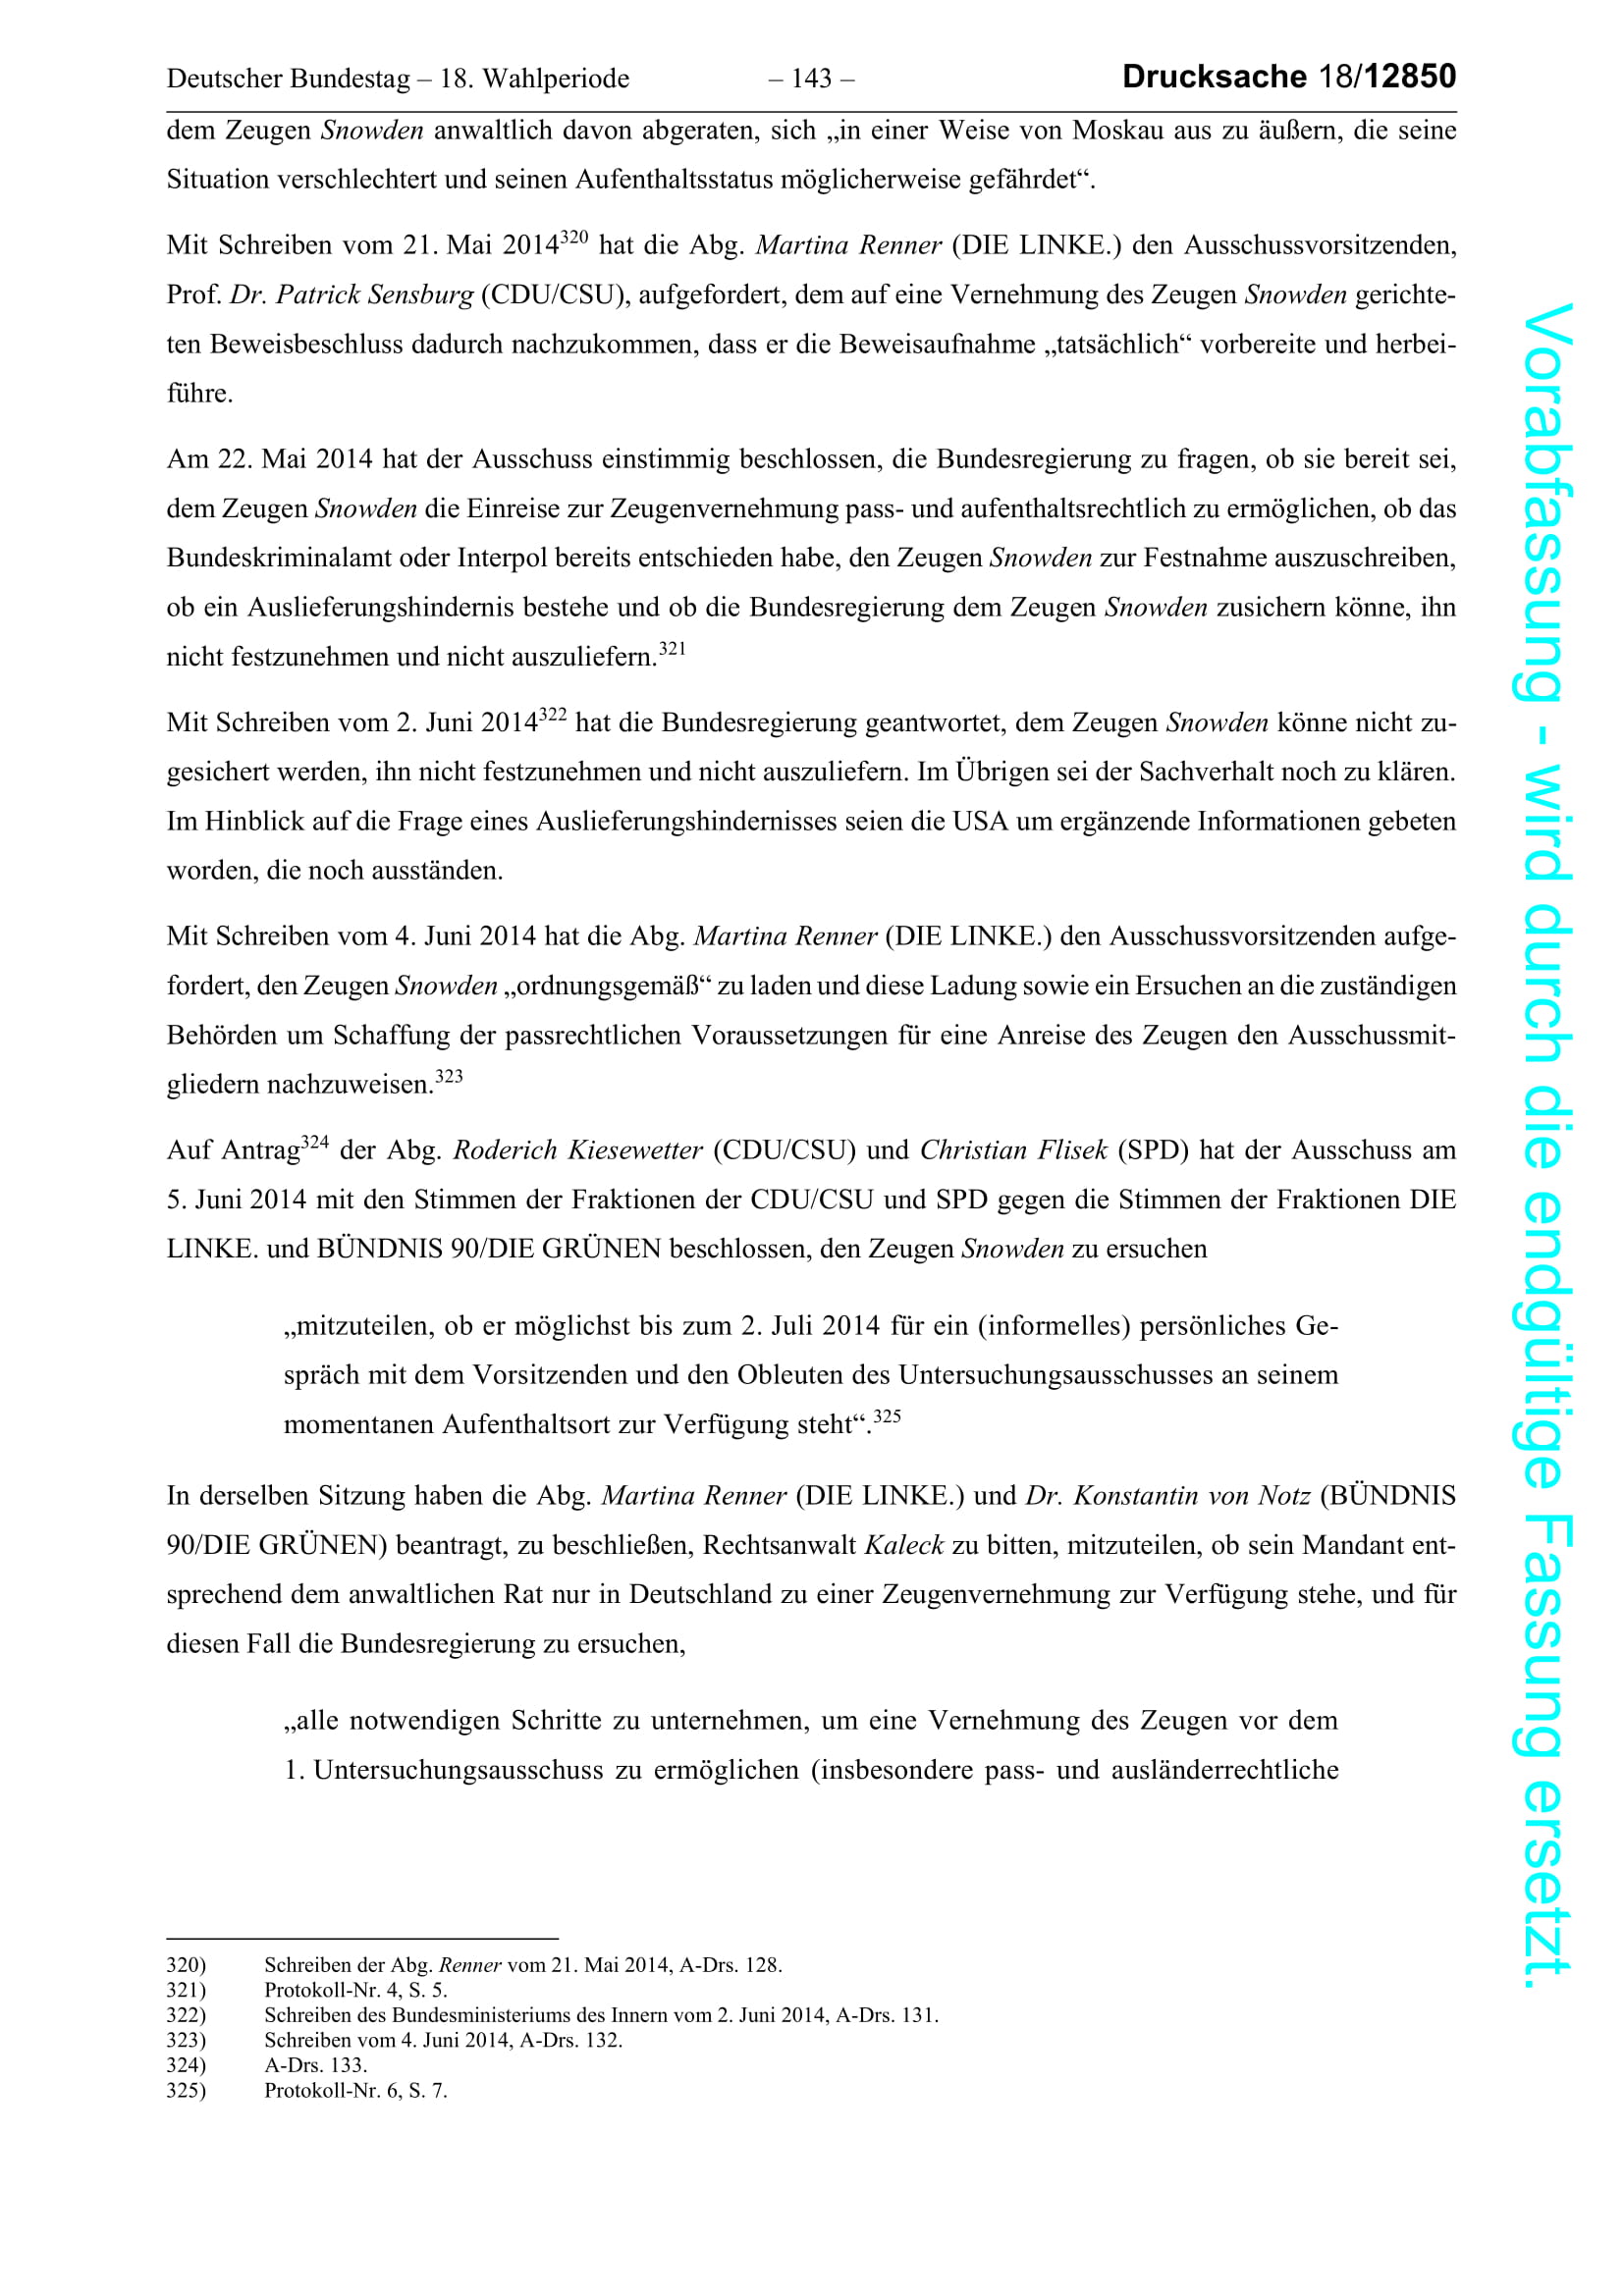 Deutscher Bundestag – 18. Wahlperiode – 143 – Drucksache 18/12850
dem Zeugen Snowden anwaltlich davon abgeraten, sich „in einer Weise von Moskau aus zu äußern, die seine
Situation verschlechtert und seinen Aufenthaltsstatus möglicherweise gefährdet“.
Mit Schreiben vom 21. Mai 2014320 hat die Abg. Martina Renner (DIE LINKE.) den Ausschussvorsitzenden,
Prof. Dr. Patrick Sensburg (CDU/CSU), aufgefordert, dem auf eine Vernehmung des Zeugen Snowden gerichte-
ten Beweisbeschluss dadurch nachzukommen, dass er die Beweisaufnahme „tatsächlich“ vorbereite und herbei-
führe.
Am 22. Mai 2014 hat der Ausschuss einstimmig beschlossen, die Bundesregierung zu fragen, ob sie bereit sei,
dem Zeugen Snowden die Einreise zur Zeugenvernehmung pass- und aufenthaltsrechtlich zu ermöglichen, ob das
Bundeskriminalamt oder Interpol bereits entschieden habe, den Zeugen Snowden zur Festnahme auszuschreiben,
ob ein Auslieferungshindernis bestehe und ob die Bundesregierung dem Zeugen Snowden zusichern könne, ihn
nicht festzunehmen und nicht auszuliefern.321
Mit Schreiben vom 2. Juni 2014322 hat die Bundesregierung geantwortet, dem Zeugen Snowden könne nicht zu-
gesichert werden, ihn nicht festzunehmen und nicht auszuliefern. Im Übrigen sei der Sachverhalt noch zu klären.
Im Hinblick auf die Frage eines Auslieferungshindernisses seien die USA um ergänzende Informationen gebeten
worden, die noch ausständen.
Mit Schreiben vom 4. Juni 2014 hat die Abg. Martina Renner (DIE LINKE.) den Ausschussvorsitzenden aufge-
fordert, den Zeugen Snowden „ordnungsgemäß“ zu laden und diese Ladung sowie ein Ersuchen an die zuständigen
Behörden um Schaffung der passrechtlichen Voraussetzungen für eine Anreise des Zeugen den Ausschussmit-
gliedern nachzuweisen.323
Auf Antrag324 der Abg. Roderich Kiesewetter (CDU/CSU) und Christian Flisek (SPD) hat der Ausschuss am
5. Juni 2014 mit den Stimmen der Fraktionen der CDU/CSU und SPD gegen die Stimmen der Fraktionen DIE
LINKE. und BÜNDNIS 90/DIE GRÜNEN beschlossen, den Zeugen Snowden zu ersuchen
„mitzuteilen, ob er möglichst bis zum 2. Juli 2014 für ein (informelles) persönliches Ge-
spräch mit dem Vorsitzenden und den Obleuten des Untersuchungsausschusses an seinem
momentanen Aufenthaltsort zur Verfügung steht“.325
In derselben Sitzung haben die Abg. Martina Renner (DIE LINKE.) und Dr. Konstantin von Notz (BÜNDNIS
90/DIE GRÜNEN) beantragt, zu beschließen, Rechtsanwalt Kaleck zu bitten, mitzuteilen, ob sein Mandant ent-
sprechend dem anwaltlichen Rat nur in Deutschland zu einer Zeugenvernehmung zur Verfügung stehe, und für
diesen Fall die Bundesregierung zu ersuchen,
„alle notwendigen Schritte zu unternehmen, um eine Vernehmung des Zeugen vor dem
1. Untersuchungsausschuss zu ermöglichen (insbesondere pass- und ausländerrechtliche
320) Schreiben der Abg. Renner vom 21. Mai 2014, A-Drs. 128.
321) Protokoll-Nr. 4, S. 5.
322) Schreiben des Bundesministeriums des Innern vom 2. Juni 2014, A-Drs. 131.
323) Schreiben vom 4. Juni 2014, A-Drs. 132.
324) A-Drs. 133.
325) Protokoll-Nr. 6, S. 7.
Vorabfassung - wird durch die endgültige Fassung ersetzt.